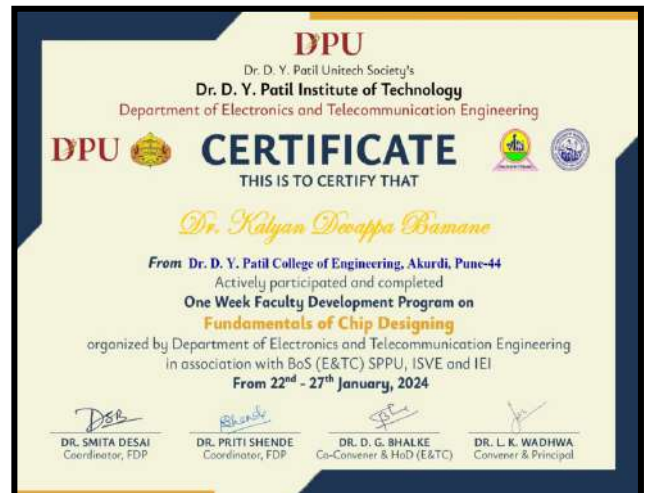 DPU
Dr. D. Y. Patil Unitech Society's
Dr. D. Y. Patil Institute of Technology
Department of Electronics and Telecommunication Engineering
DPU
CERTIFICATE
THIS IS TO CERTIFY THAT
Dr. Kalyan Devappa Bamane
From Dr. D. Y. Patil College of Engineering, Akurdi, Pune-44
Actively participated and completed
One Week Faculty Development Program on
Fundamentals of Chip Designing
organized by Department of Electronics and Telecommunication Engineering
in association with BoS (E&TC) SPPU, ISVE and IEI
From 22nd - 27th January, 2024
DR. SMITA DESAI DR. PRITI SHENDE DR. D. G. BHALKE DR. L. K. WADHWA
Coordinator, FDP Coordinator, FDP Co-Convener & HoD (E&TC) Convener & Principal